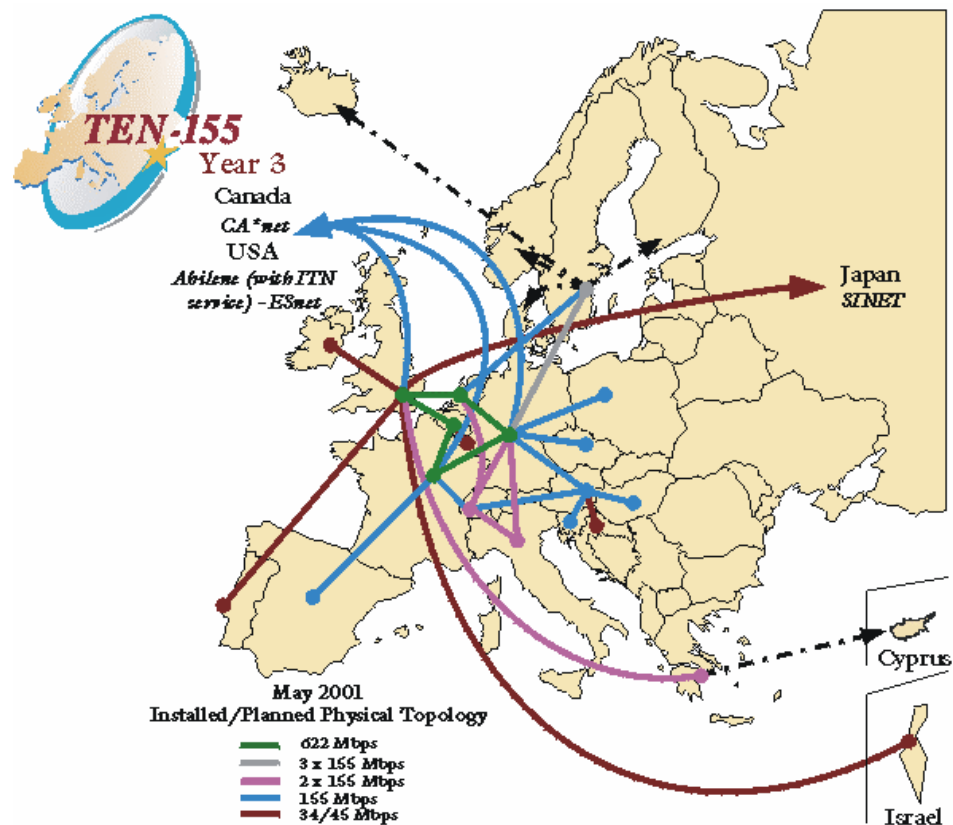 TEN-155
Year 3
Canada
CA*net
USA
Abilene (with ITN
service) - ESnet
Japan
SINET
Cyprus
Israel
May 2001
Installed/Planned Physical Topology
622 Mbps
3 x 155 Mbps
2 x 155 Mbps
155 Mbps
34/45 Mbps